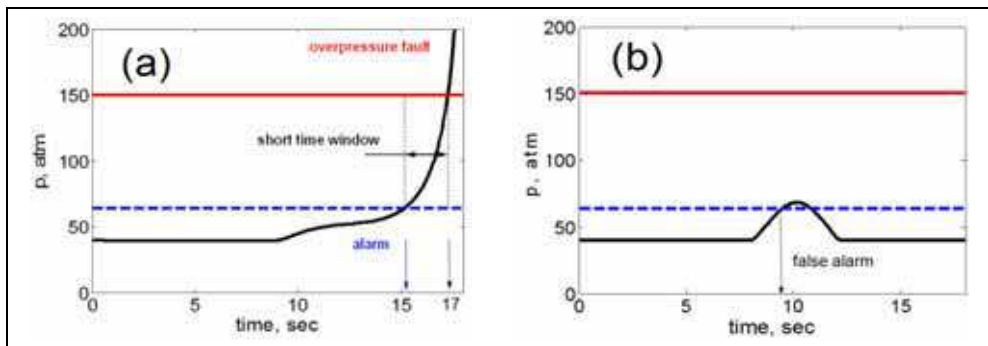 (a)
200
overpressure fault
150
short time window
100
50
alarm
0
0 5 10 15 17
p, atm
time, sec
(b)
200
150
100
50
false alarm
0
0 5 10 15
p, atm
time, sec